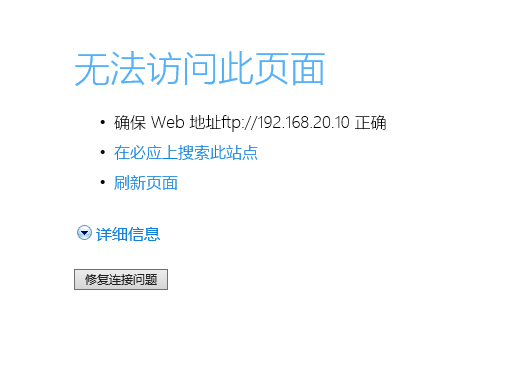 无法访问此页面
• 确保 Web 地址ftp://192.168.20.10 正确
• 在必应上搜索此站点
• 刷新页面
详细信息
修复连接问题